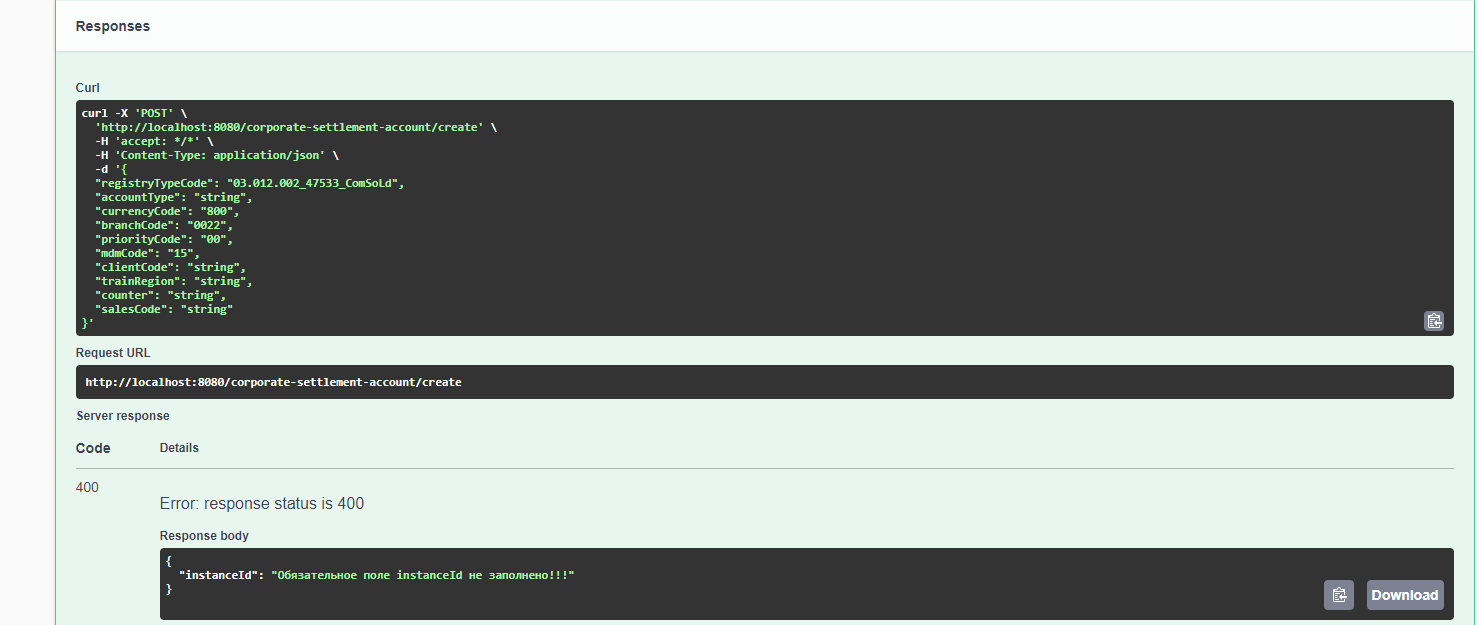 Responses
Curl
curl -X 'POST' \
  'http://localhost:8080/corporate-settlement-account/create' \
  -H 'accept: */*' \
  -H 'Content-Type: application/json' \
  -d '{
  "registryTypeCode": "03.012.002_47533_ComSoLd",
  "accountType": "string",
  "currencyCode": "800",
  "branchCode": "0022",
  "priorityCode": "00",
  "mdmCode": "15",
  "clientCode": "string",
  "trainRegion": "string",
  "counter": "string",
  "salesCode": "string"
}'
Request URL
http://localhost:8080/corporate-settlement-account/create
Server response
Code Details
400
Error: response status is 400
Response body
{
  "instanceId": "Обязательное поле instanceId не заполнено!!!"
}
Download